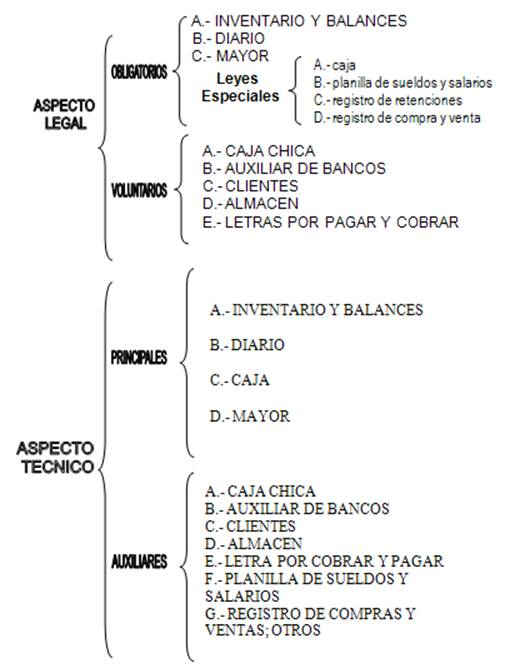 ASPECTO
LEGAL
OBLIGATORIOS
A.- INVENTARIO Y BALANCES
B.- DIARIO
C.- MAYOR
Leyes
Especiales
A.- caja
B.- planilla de sueldos y salarios
C.- registro de retenciones
D.- registro de compra y venta
VOLUNTARIOS
A.- CAJA CHICA
B.- AUXILIAR DE BANCOS
C.- CLIENTES
D.- ALMACEN
E.- LETRAS POR PAGAR Y COBRAR
ASPECTO
TECNICO
PRINCIPALES
A.- INVENTARIO Y BALANCES
B.- DIARIO
C.- CAJA
D.- MAYOR
AUXILIARES
A.- CAJA CHICA
B.- AUXILIAR DE BANCOS
C.- CLIENTES
D.- ALMACEN
E.- LETRA POR COBRAR Y PAGAR
F.- PLANILLA DE SUELDOS Y
SALARIOS
G.- REGISTRO DE COMPRAS Y
VENTAS; OTROS